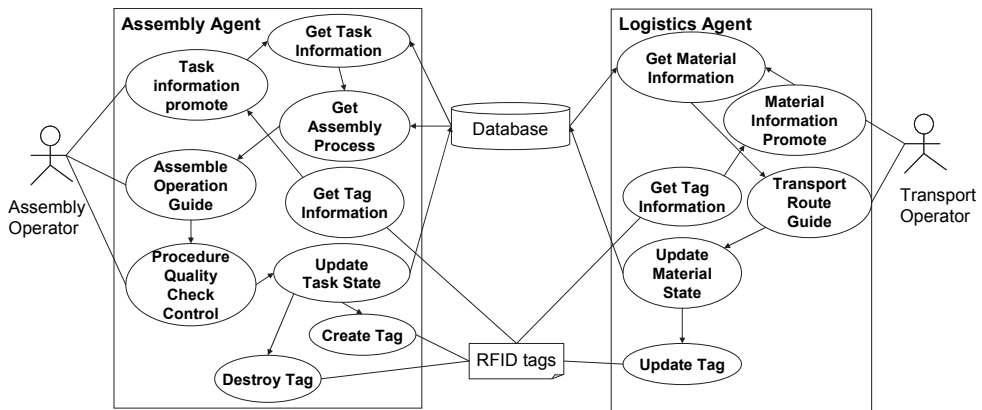 Assembly Agent
Get Task
Information
Task
information
promote
Get
Assembly
Process
Assemble
Operation
Guide
Get Tag
Information
Procedure
Quality
Check
Control
Update
Task State
Create Tag
Destroy Tag
Assembly
Operator
Database
RFID tags
Logistics Agent
Get Material
Information
Material
Information
Promote
Get Tag
Information
Transport
Route
Guide
Update
Material
State
Update Tag
Transport
Operator